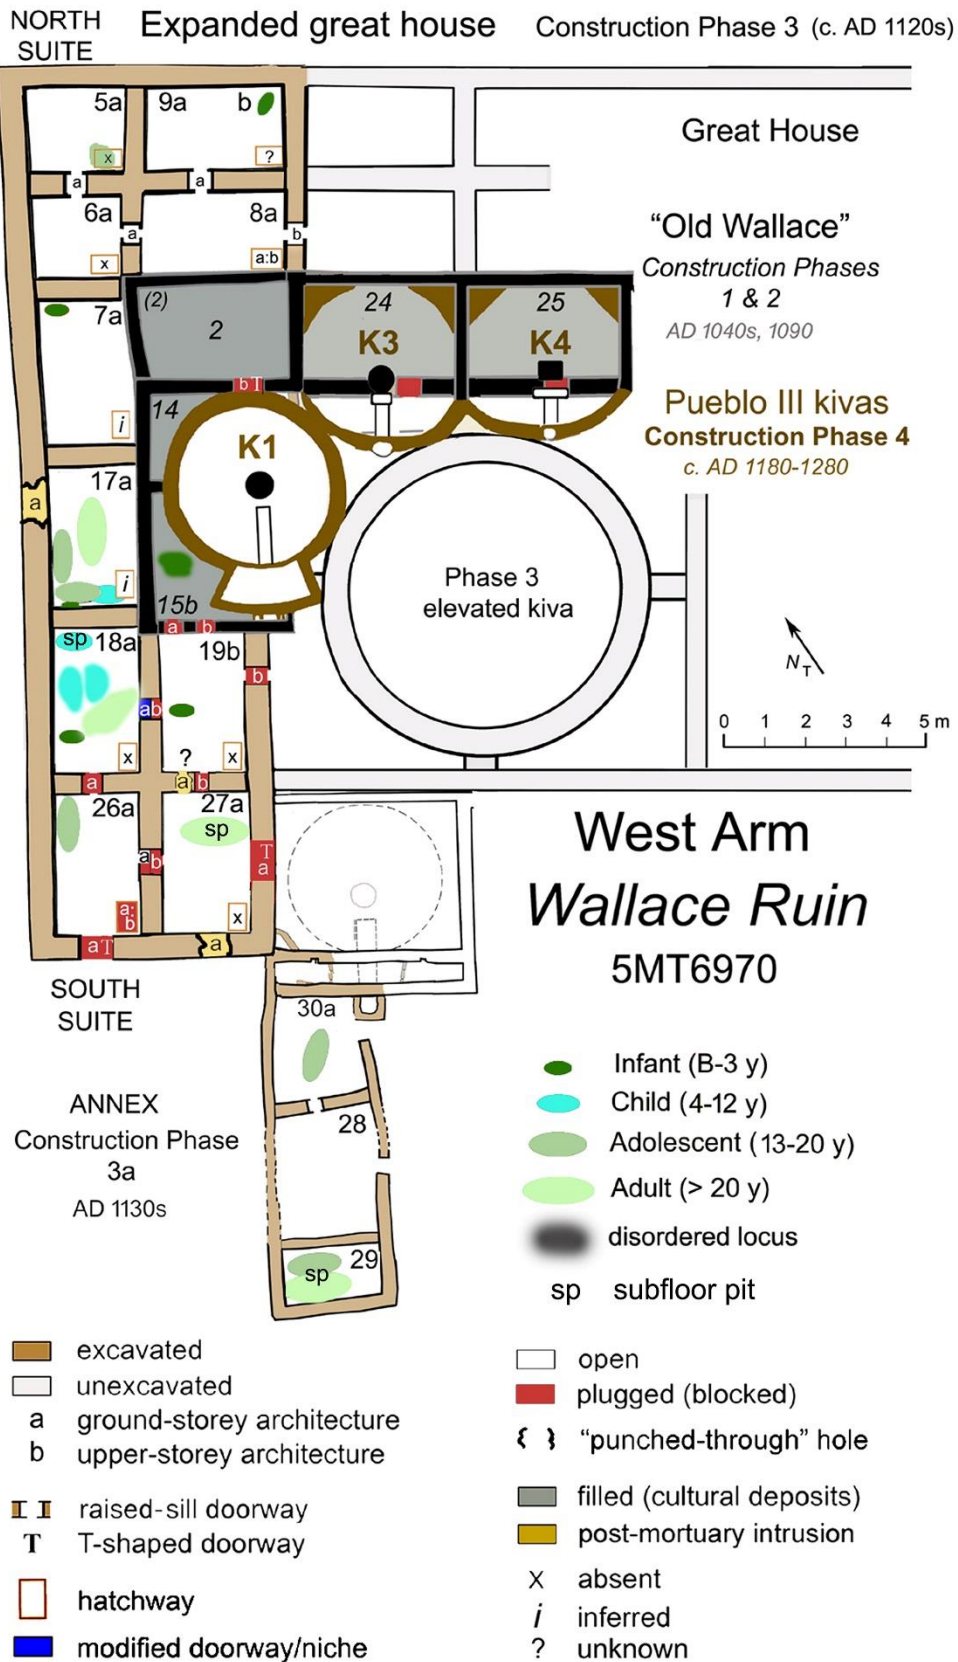 NORTH
SUITE
Expanded great house
Construction Phase 3 (c. AD 1120s)
5a
9a
b
x
?
a
a
6a
8a
a
b
x
a:b
Great House
“Old Wallace”
Construction Phases
1 & 2
AD 1040s, 1090
(2)
2
24
25
K3
K4
7a
b T
14
K1
i
Pueblo III kivas
Construction Phase 4
c. AD 1180-1280
17a
a
i
15b
a
b
Phase 3
elevated kiva
N T
0 1 2 3 4 5 m
sp
18a
19b
b
ab
x
?
x
a
a
b
26a
27a
sp
ab
T
a
a:
b
x
aT
a
West Arm
Wallace Ruin
5MT6970
SOUTH
SUITE
30a
28
29
sp
ANNEX
Construction Phase
3a
AD 1130s
Infant (B-3 y)
Child (4-12 y)
Adolescent (13-20 y)
Adult (> 20 y)
disordered locus
sp subfloor pit
excavated
unexcavated
a ground-storey architecture
b upper-storey architecture
raised-sill doorway
T T-shaped doorway
hatchway
modified doorway/niche
open
plugged (blocked)
“punched-through” hole
filled (cultural deposits)
post-mortuary intrusion
x absent
i inferred
? unknown